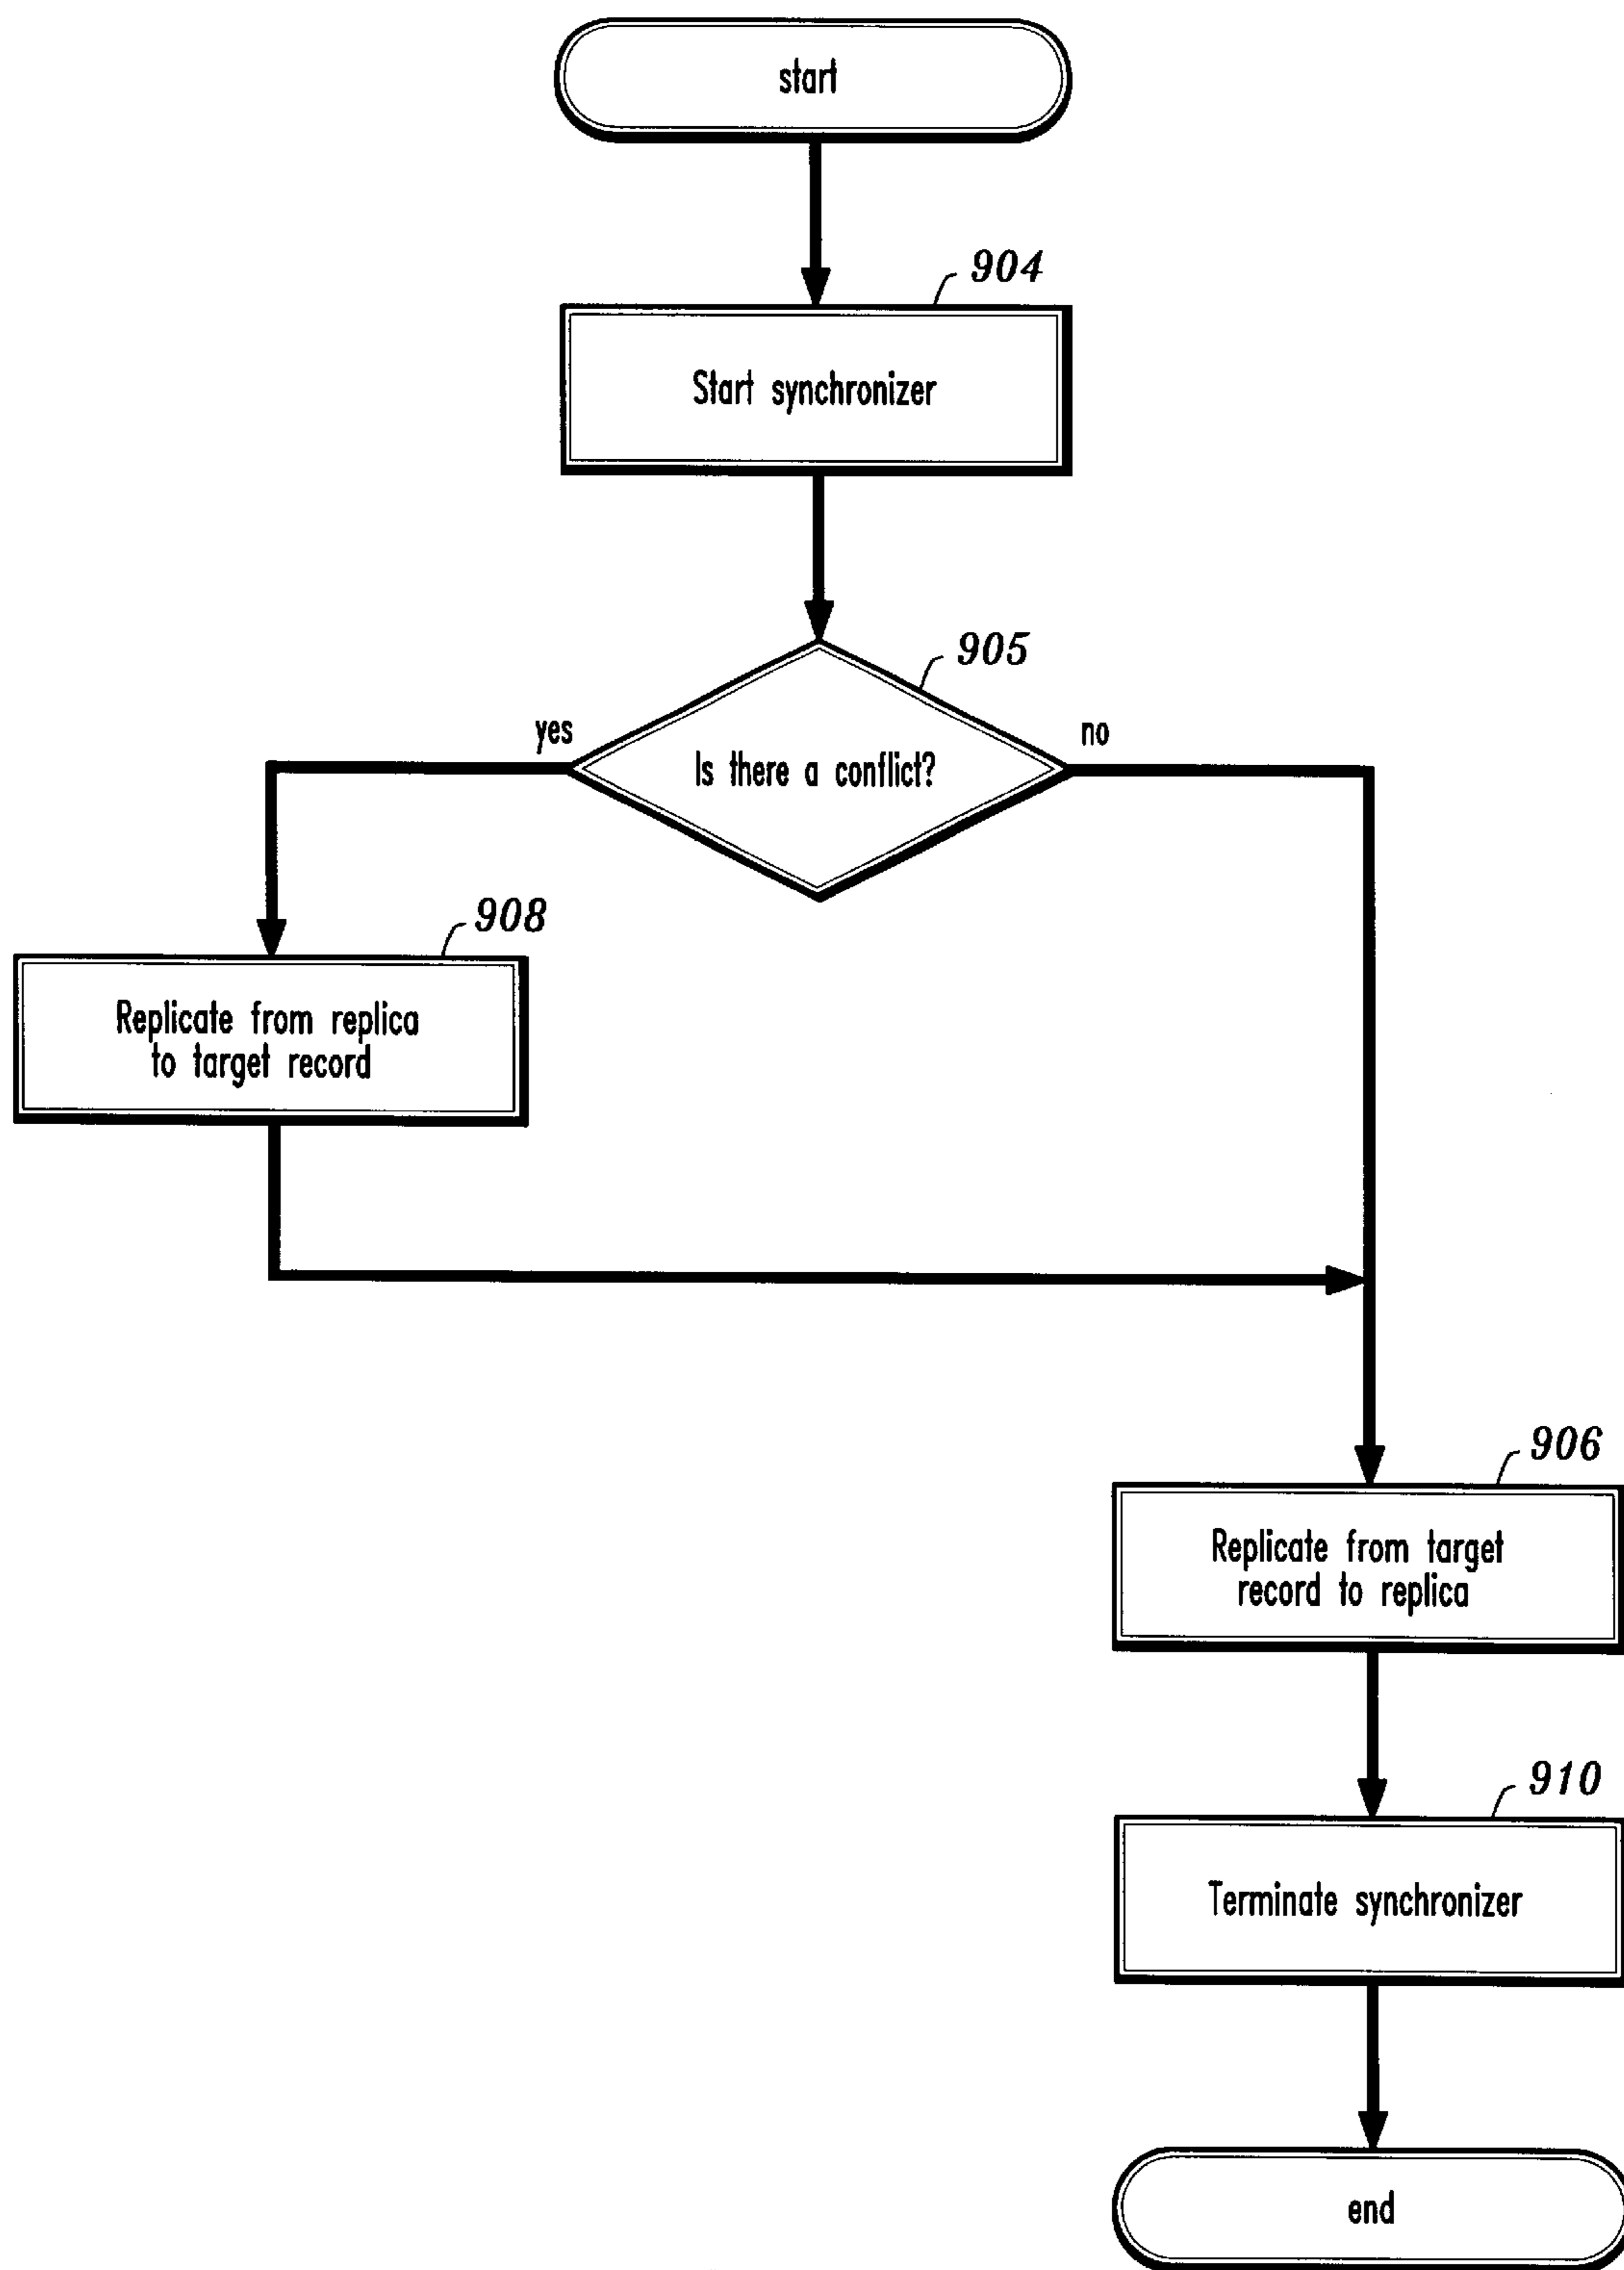 start
904
Start synchronizer
905
yes
no
Is there a conflict?
908
Replicate from replica
to target record
906
Replicate from target
record to replica
910
Terminate synchronizer
end